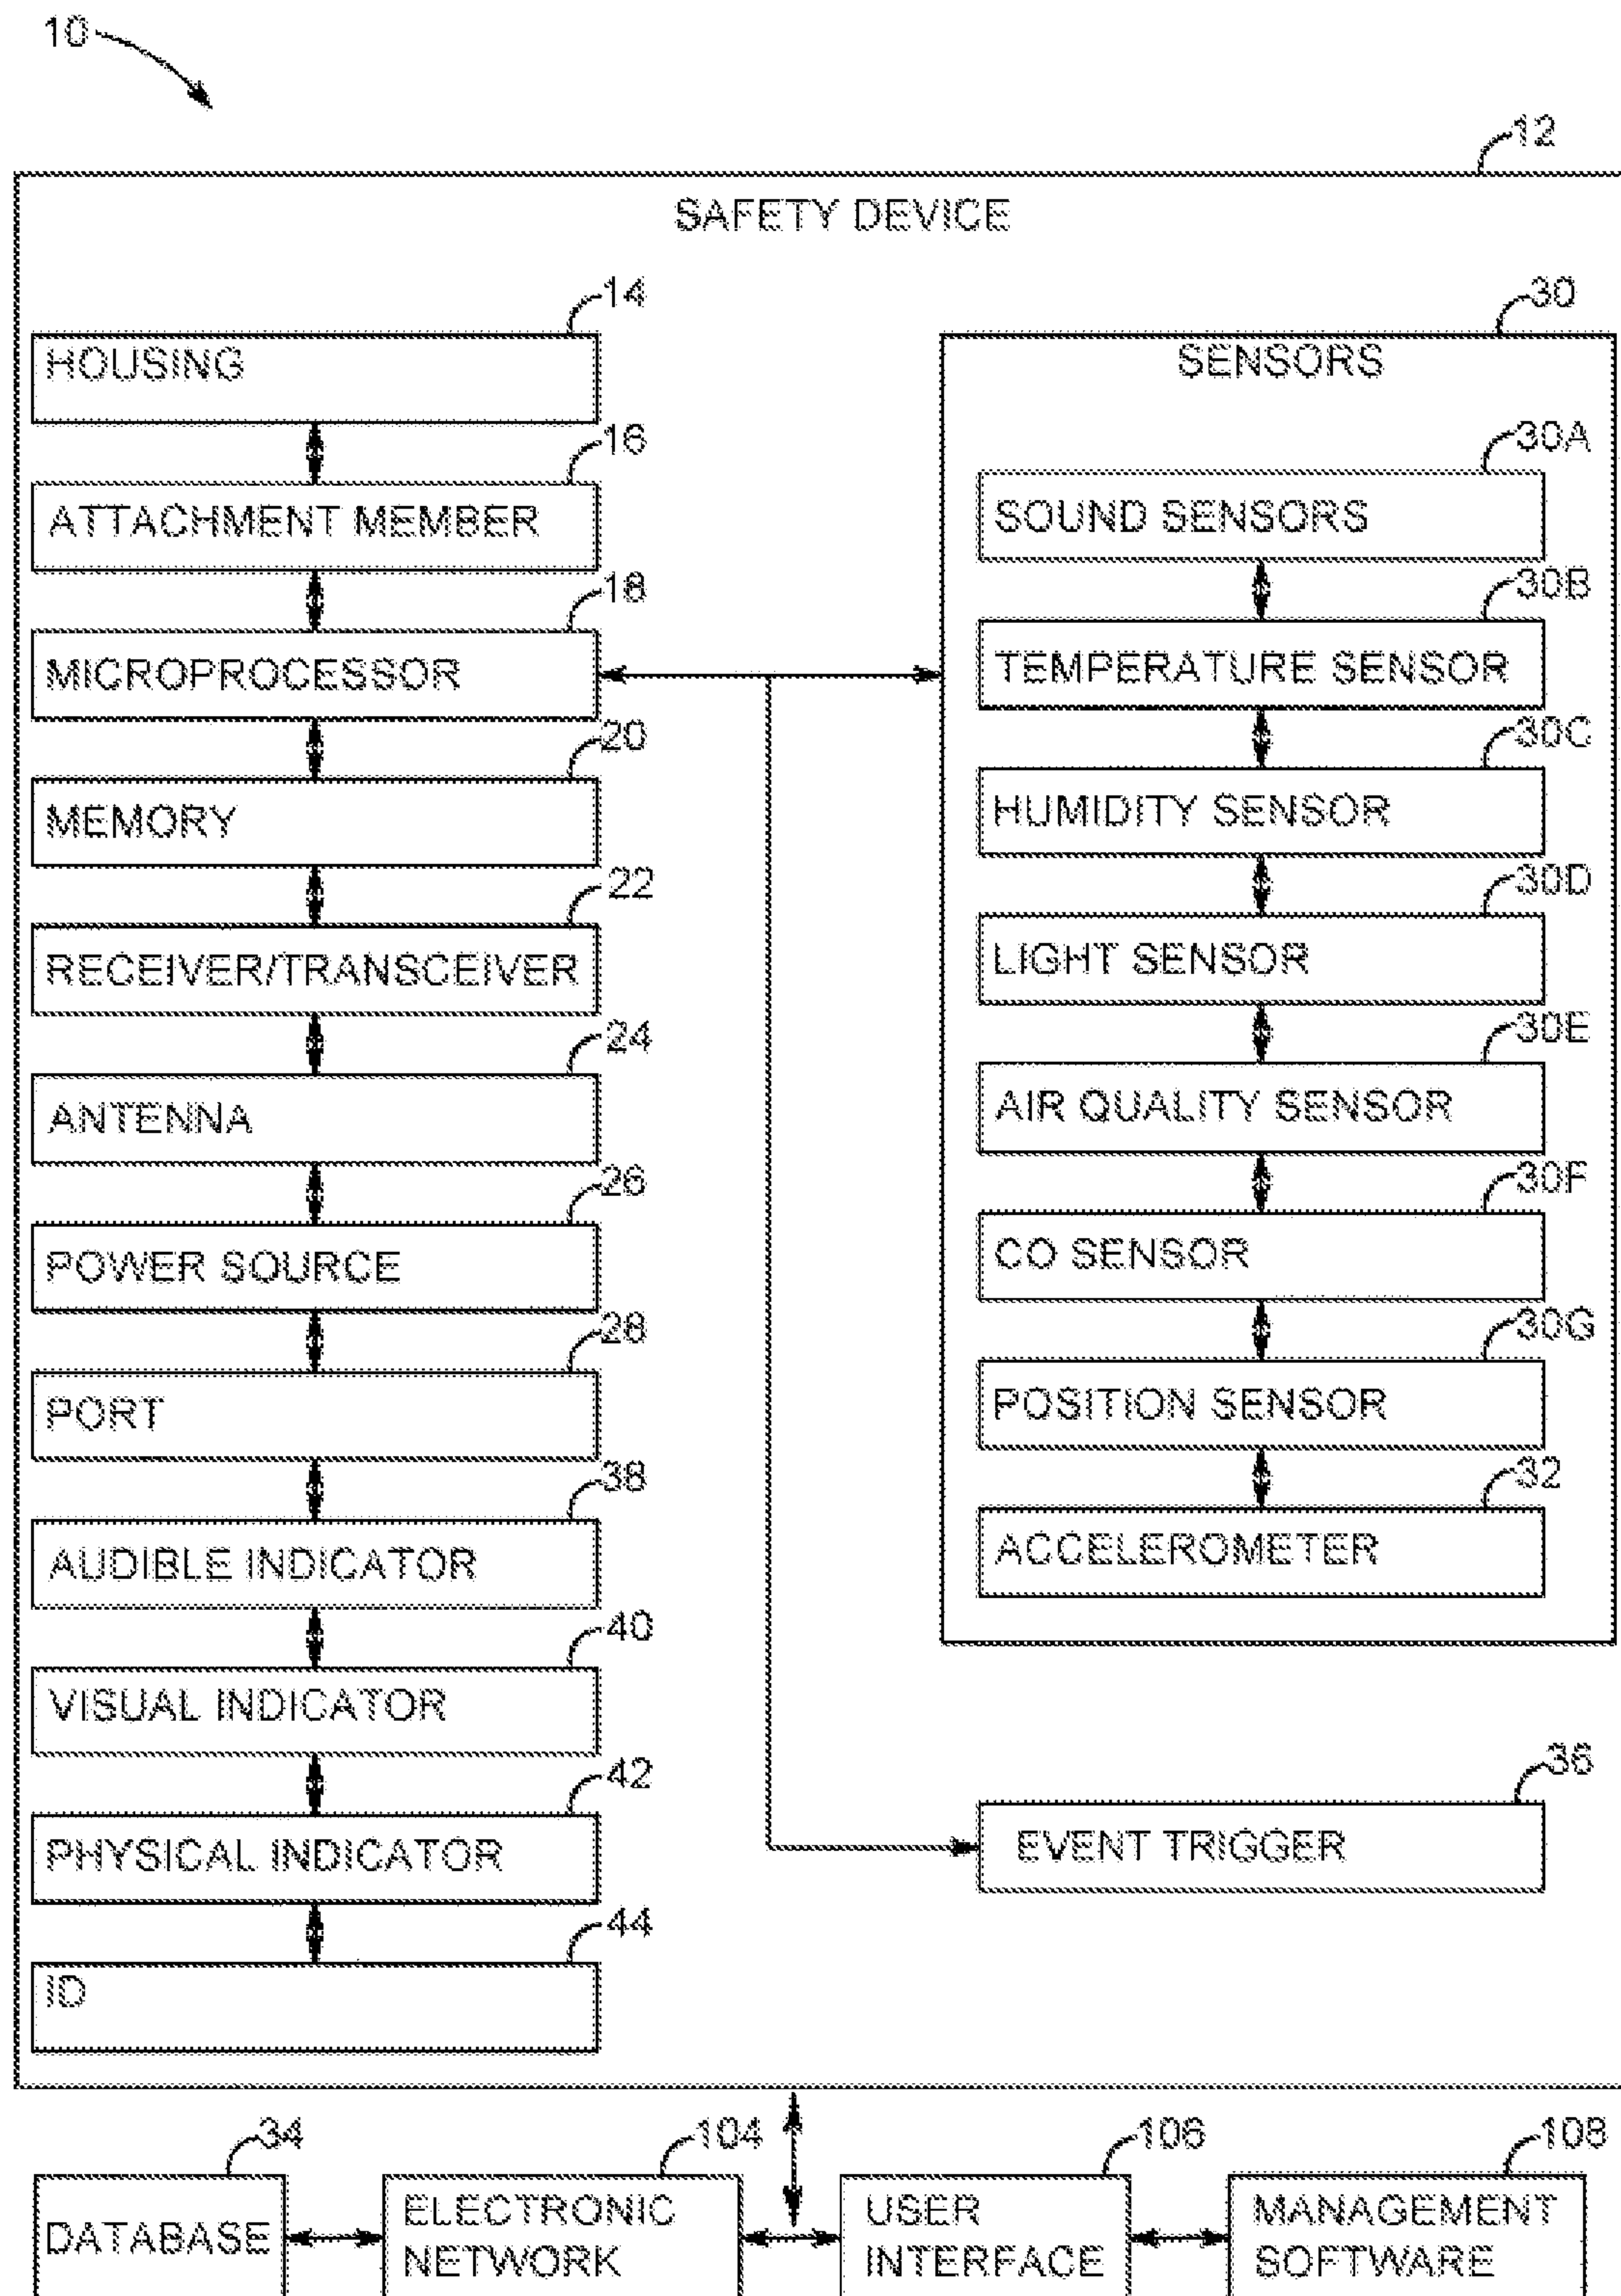 10
12
SAFETY DEVICE
14
HOUSING
16
ATTACHMENT MEMBER
18
MICROPROCESSOR
20
MEMORY
22
RECEIVER/TRANSCEIVER
24
ANTENNA
26
POWER SOURCE
28
PORT
38
AUDIBLE INDICATOR
40
VISUAL INDICATOR
42
PHYSICAL INDICATOR
44
ID
30
SENSORS
30A
SOUND SENSORS
30B
TEMPERATURE SENSOR
30C
HUMIDITY SENSOR
30D
LIGHT SENSOR
30E
AIR QUALITY SENSOR
30F
CO SENSOR
30G
POSITION SENSOR
32
ACCELEROMETER
36
EVENT TRIGGER
34
DATABASE
104
ELECTRONIC
NETWORK
106
USER
INTERFACE
108
MANAGEMENT
SOFTWARE